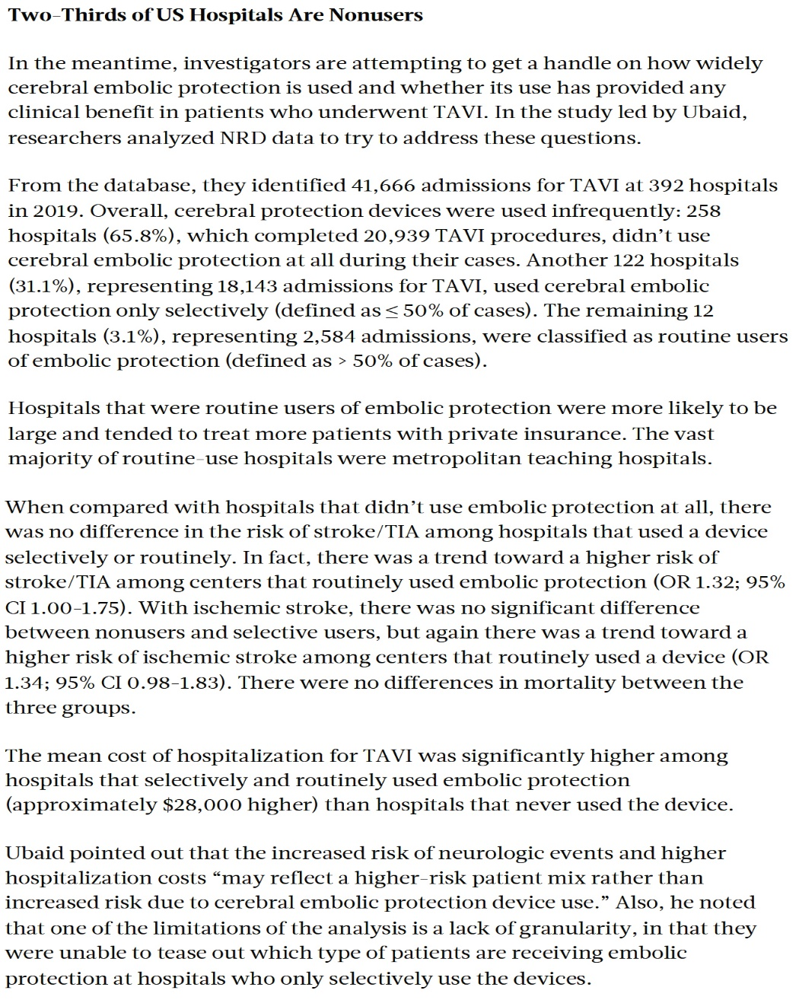 Two-Thirds of US Hospitals Are Nonusers
In the meantime, investigators are attempting to get a handle on how widely
cerebral embolic protection is used and whether its use has provided any
clinical benefit in patients who underwent TAVI. In the study led by Ubaid,
researchers analyzed NRD data to try to address these questions.
From the database, they identified 41,666 admissions for TAVI at 392 hospitals
in 2019. Overall, cerebral protection devices were used infrequently: 258
hospitals (65.8%), which completed 20,939 TAVI procedures, didn’t use
cerebral embolic protection at all during their cases. Another 122 hospitals
(31.1%), representing 18,143 admissions for TAVI, used cerebral embolic
protection only selectively (defined as ≤ 50% of cases). The remaining 12
hospitals (3.1%), representing 2,584 admissions, were classified as routine users
of embolic protection (defined as > 50% of cases).
Hospitals that were routine users of embolic protection were more likely to be
large and tended to treat more patients with private insurance. The vast
majority of routine-use hospitals were metropolitan teaching hospitals.
When compared with hospitals that didn’t use embolic protection at all, there
was no difference in the risk of stroke/TIA among hospitals that used a device
selectively or routinely. In fact, there was a trend toward a higher risk of
stroke/TIA among centers that routinely used embolic protection (OR 1.32; 95%
CI 1.00-1.75). With ischemic stroke, there was no significant difference
between nonusers and selective users, but again there was a trend toward a
higher risk of ischemic stroke among centers that routinely used a device (OR
1.34; 95% CI 0.98-1.83). There were no differences in mortality between the
three groups.
The mean cost of hospitalization for TAVI was significantly higher among
hospitals that selectively and routinely used embolic protection
(approximately $28,000 higher) than hospitals that never used the device.
Ubaid pointed out that the increased risk of neurologic events and higher
hospitalization costs “may reflect a higher-risk patient mix rather than
increased risk due to cerebral embolic protection device use.” Also, he noted
that one of the limitations of the analysis is a lack of granularity, in that they
were unable to tease out which type of patients are receiving embolic
protection at hospitals who only selectively use the devices.